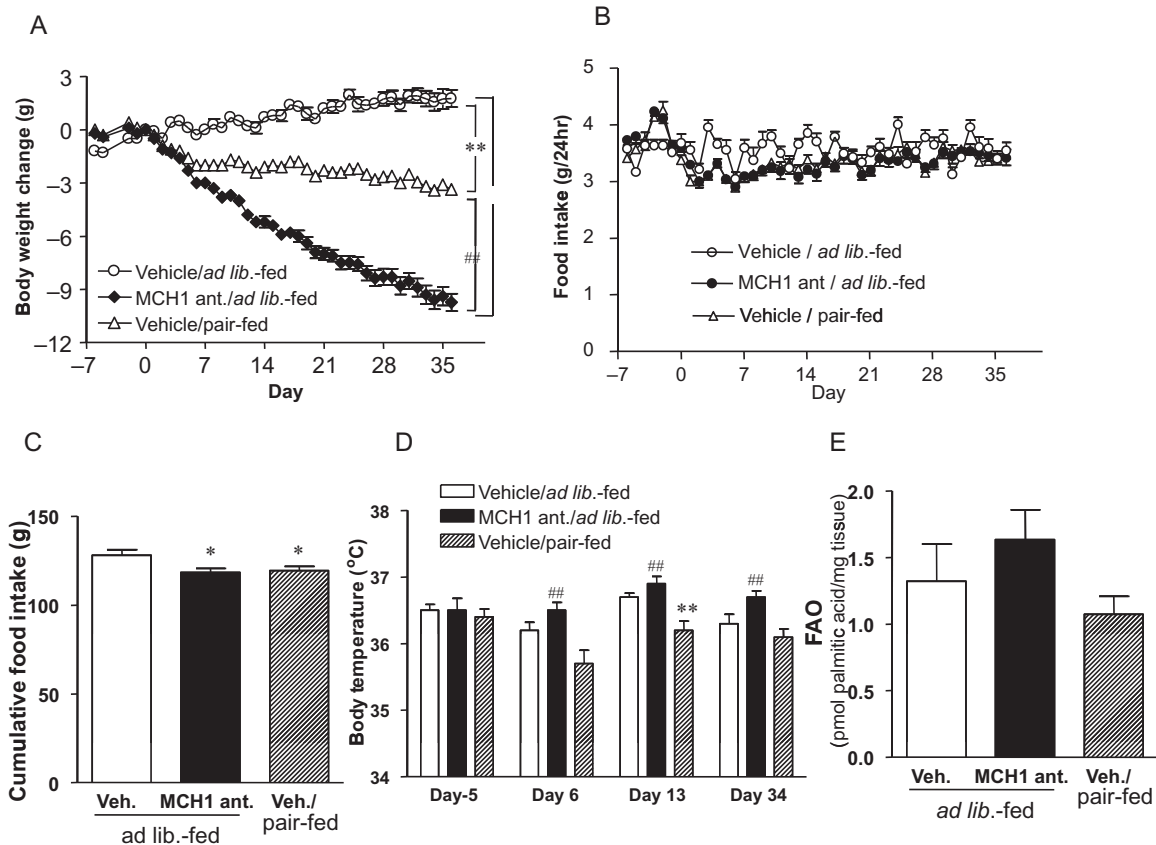 A
Body weight change (g)
3
0
–3
–6
–9
–12
Vehicle/ad lib.-fed
MCH1 ant./ad lib.-fed
Vehicle/pair-fed
**
##
–7 0 7 14 21 28 35
Day
B
Food intake (g/24hr)
5
4
3
2
1
0
Vehicle / ad lib.-fed
MCH1 ant / ad lib.-fed
Vehicle / pair-fed
–7 0 7 14 21 28 35
Day
C
Cumulative food intake (g)
150
100
50
0
* *
Veh. MCH1 ant. Veh./
pair-fed
ad lib.-fed
D
Vehicle/ad lib.-fed
MCH1 ant./ad lib.-fed
Vehicle/pair-fed
Body temperature (°C)
38
37
36
35
34
## ## ** ##
Day-5 Day 6 Day 13 Day 34
E
FAO
(pmol palmitic acid/mg tissue)
2.0
1.5
1.0
0.5
0.0
Veh. MCH1 ant. Veh./
pair-fed
ad lib.-fed